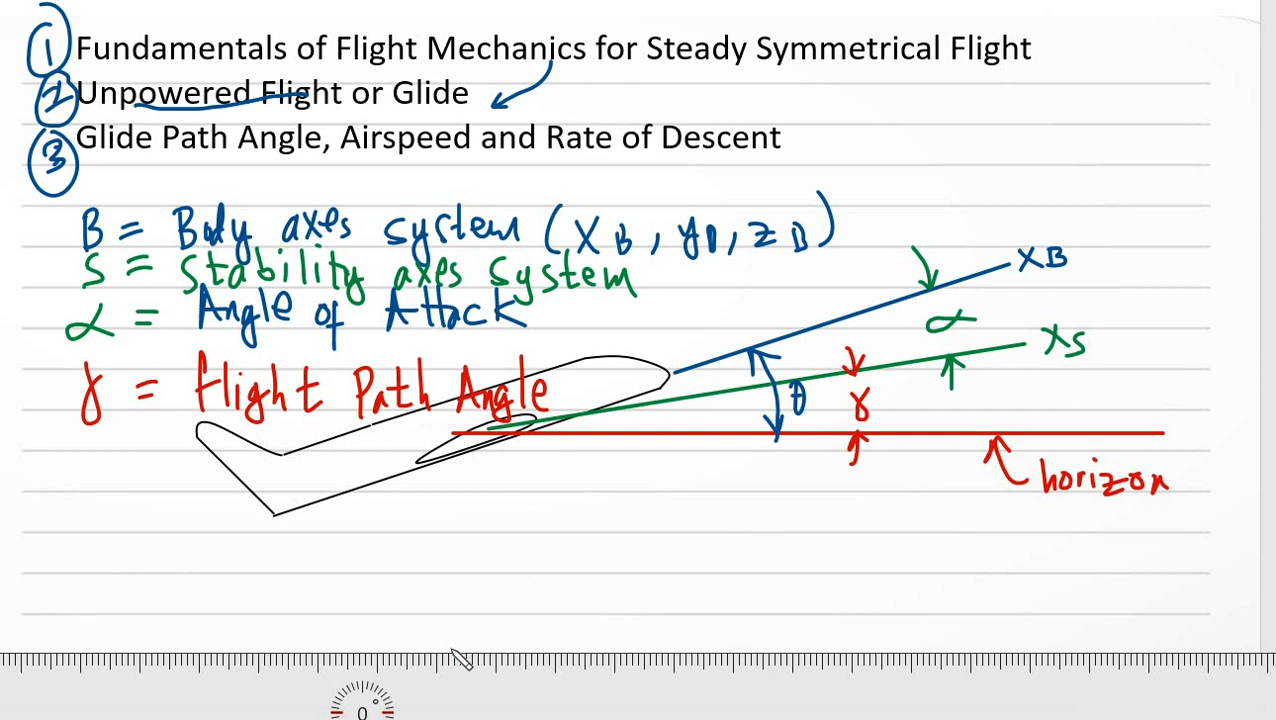 ① Fundamentals of Flight Mechanics for Steady Symmetrical Flight
② Unpowered Flight or Glide
③ Glide Path Angle, Airspeed and Rate of Descent
B = Body axes system (XB, yB, zB)
S = stability axes system
α = Angle of Attack
γ = flight Path Angle
XB
α
XS
θ
γ
horizon
0°